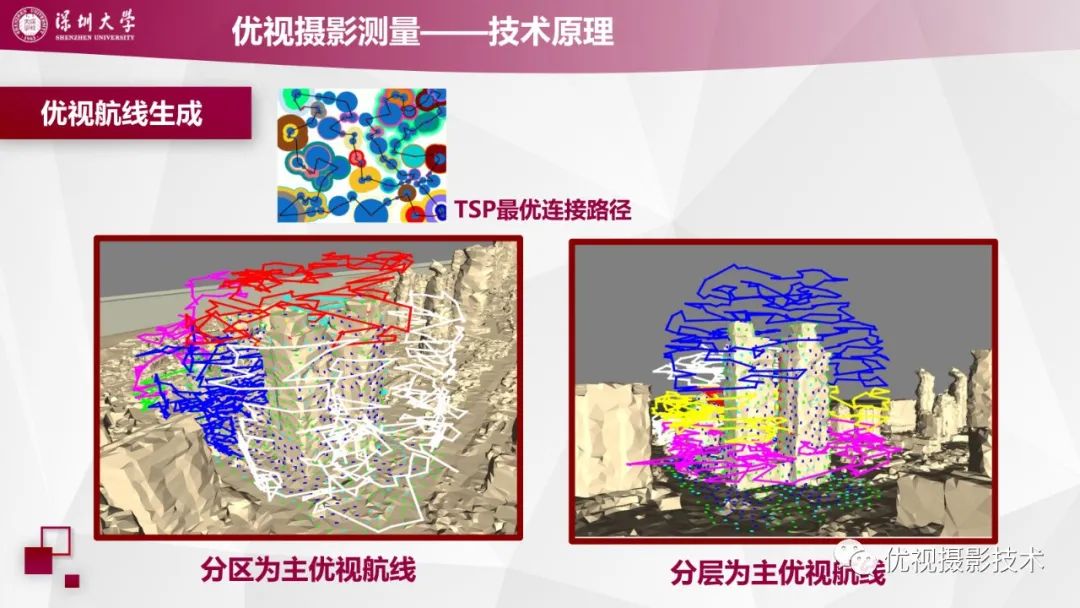 深圳大学
SHENZHEN UNIVERSITY
优视摄影测量——技术原理
优视航线生成
TSP最优连接路径
分区为主优视航线
分层为主优视航线
优视摄影技术